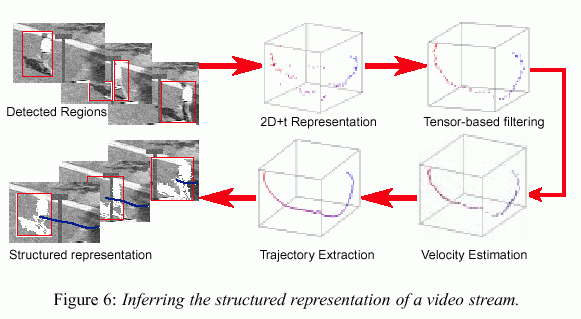 Detected Regions
2D+t Representation
Tensor-based filtering
Structured representation
Trajectory Extraction
Velocity Estimation
Figure 6: Inferring the structured representation of a video stream.